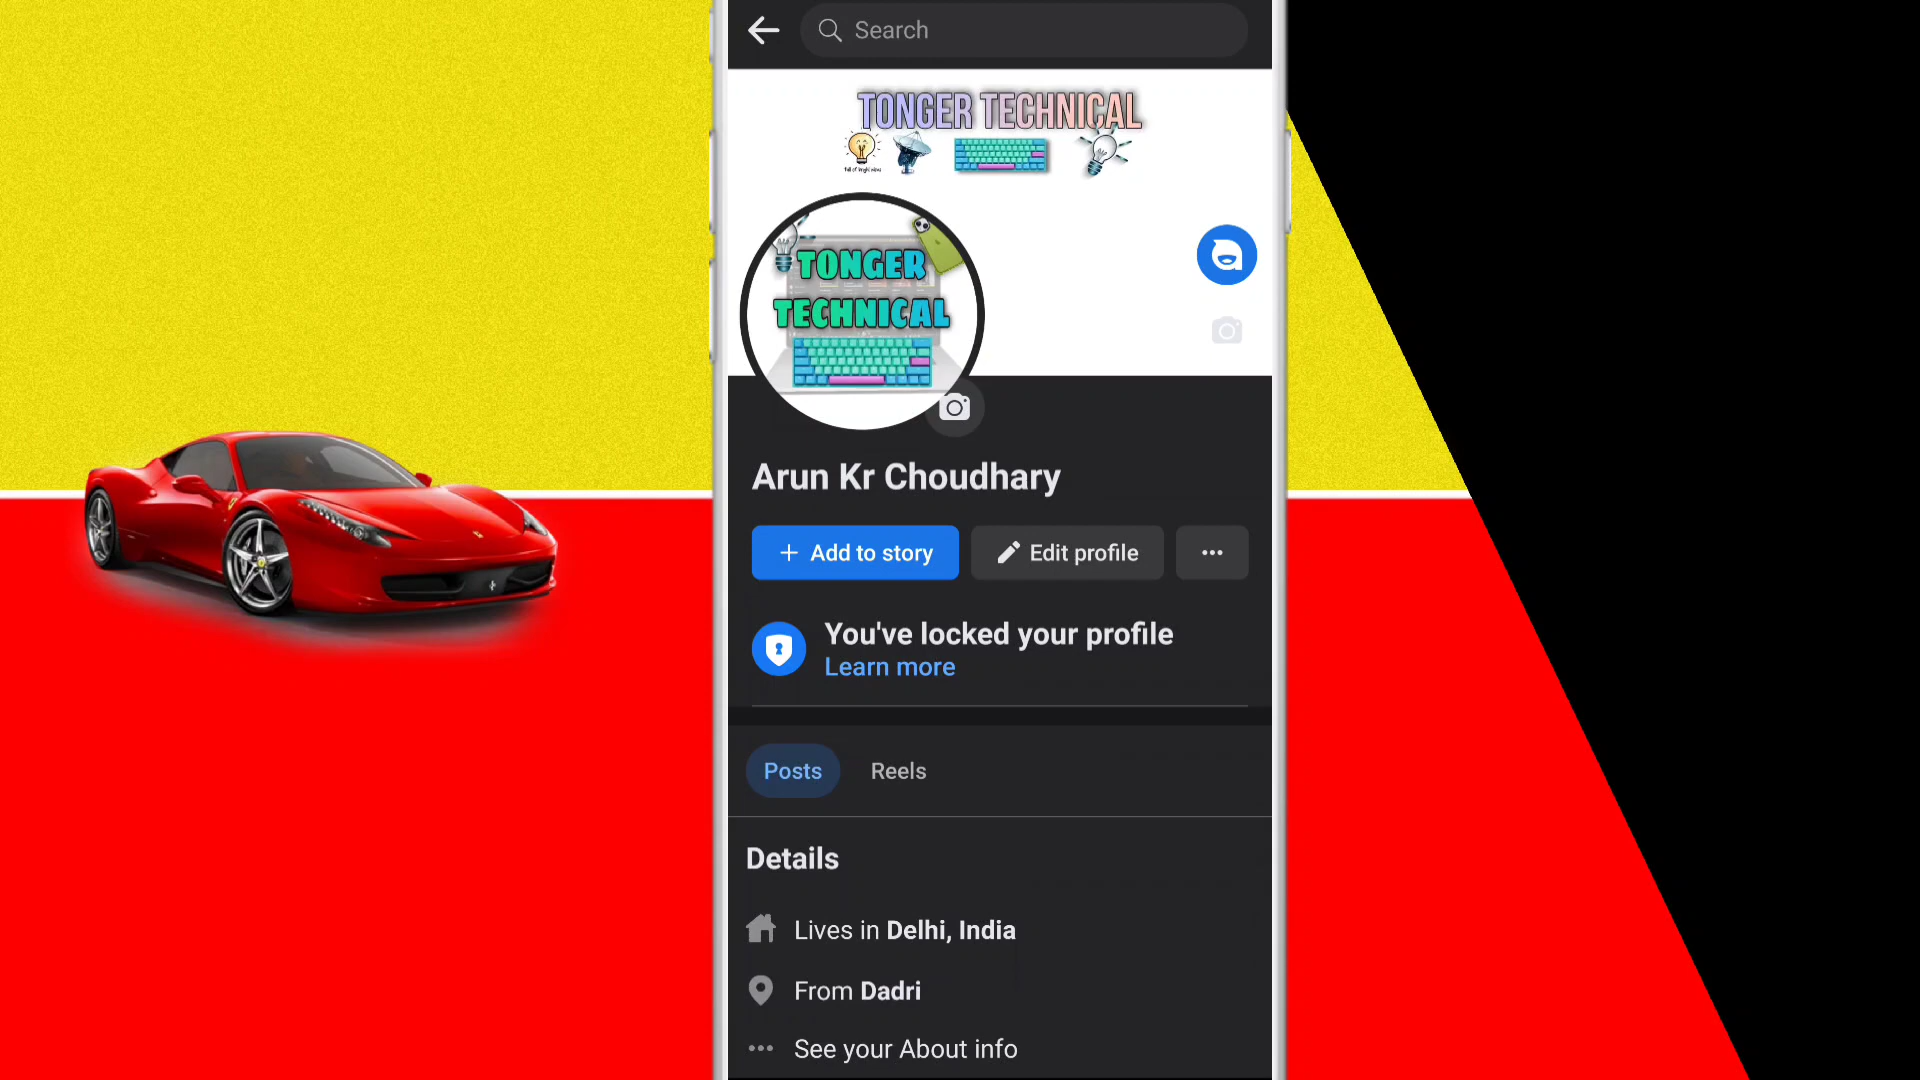 Search
TONGER TECHNICAL
TONGER
TECHNICAL
Arun Kr Choudhary
+ Add to story
Edit profile
You've locked your profile
Learn more
Posts
Reels
Details
Lives in Delhi, India
From Dadri
See your About info